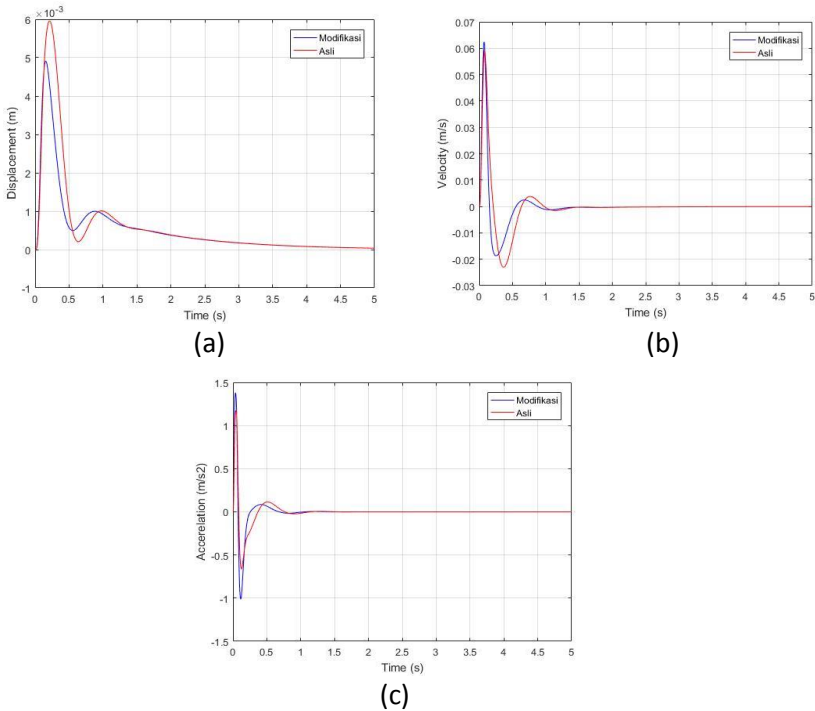 × 10⁻³
6
5
4
3
2
1
0
-1
Displacement (m)
Modifikasi
Asli
0 0.5 1 1.5 2 2.5 3 3.5 4 4.5 5
Time (s)
(a)
0.07
0.06
0.05
0.04
0.03
0.02
0.01
0
-0.01
-0.02
-0.03
Velocity (m/s)
Modifikasi
Asli
0 0.5 1 1.5 2 2.5 3 3.5 4 4.5 5
Time (s)
(b)
1.5
1
0.5
0
-0.5
-1
-1.5
Accerelation (m/s2)
Modifikasi
Asli
0 0.5 1 1.5 2 2.5 3 3.5 4 4.5 5
Time (s)
(c)